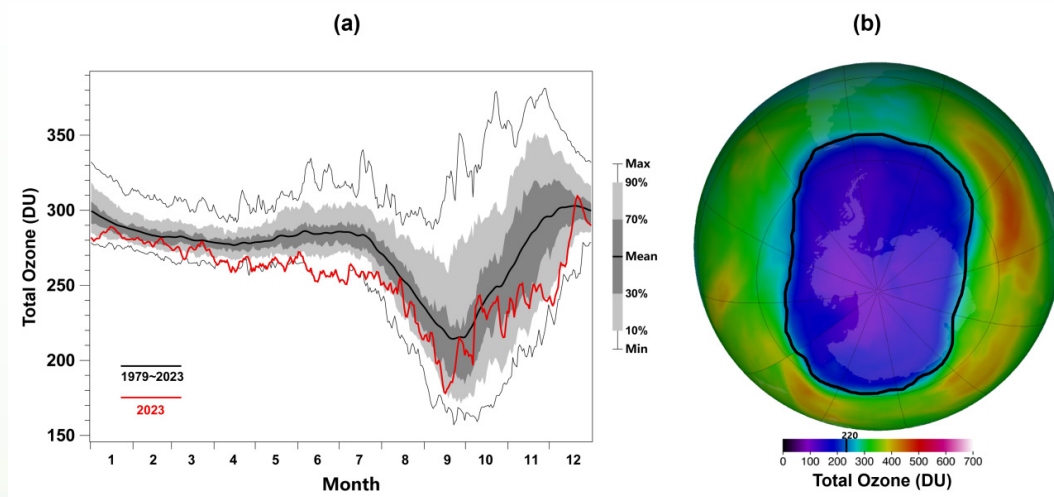 (a)
Total Ozone (DU)
350
300
250
200
150
1 2 3 4 5 6 7 8 9 10 11 12
Month
1979~2023
2023
Max
90%
70%
Mean
30%
10%
Min
(b)
220
0 100 200 300 400 500 600 700
Total Ozone (DU)